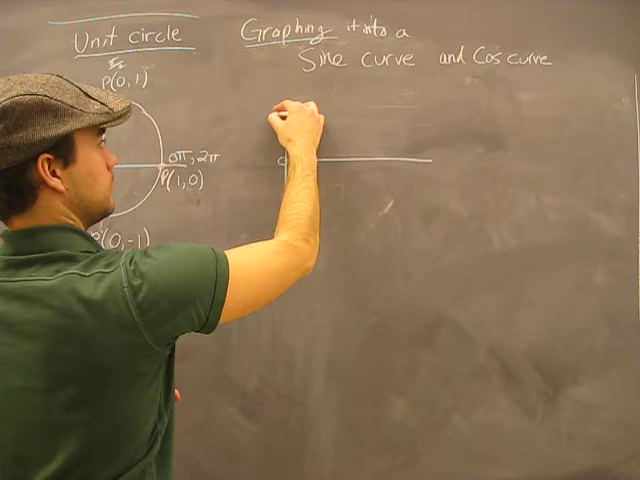 Unit circle
Graphing it into a
Sine curve and Cos curve
P(0,1)
0π, 2π
P(1,0)
P(0,-1)